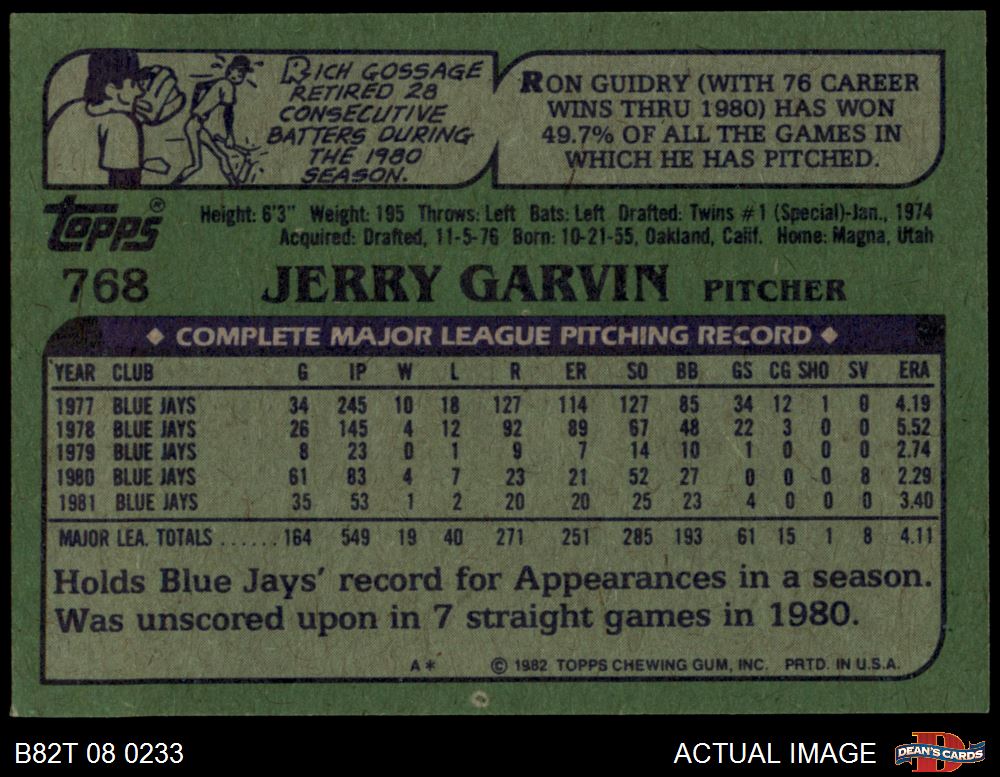 RICH GOSSAGE
RETIRED 28
CONSECUTIVE
BATTERS DURING
THE 1980
SEASON.
RON GUIDRY (WITH 76 CAREER
WINS THRU 1980) HAS WON
49.7% OF ALL THE GAMES IN
WHICH HE HAS PITCHED.
topps®
Height: 6'3" Weight: 195 Throws: Left Bats: Left Drafted: Twins #1 (Special)-Jan., 1974
Acquired: Drafted, 11-5-76 Born: 10-21-55, Oakland, Calif. Home: Magna, Utah
768 JERRY GARVIN PITCHER
◆ COMPLETE MAJOR LEAGUE PITCHING RECORD ◆
YEAR CLUB G IP W L R ER SO BB GS CG SHO SV ERA
1977 BLUE JAYS 34 245 10 18 127 114 127 85 34 12 1 0 4.19
1978 BLUE JAYS 26 145 4 12 92 89 67 48 22 3 0 0 5.52
1979 BLUE JAYS 8 23 0 1 9 7 14 10 1 0 0 0 2.74
1980 BLUE JAYS 61 83 4 7 23 21 52 27 0 0 0 8 2.29
1981 BLUE JAYS 35 53 1 2 20 20 25 23 4 0 0 0 3.40
MAJOR LEA. TOTALS ...... 164 549 19 40 271 251 285 193 61 15 1 8 4.11
Holds Blue Jays' record for Appearances in a season.
Was unscored upon in 7 straight games in 1980.
A* © 1982 TOPPS CHEWING GUM, INC. PRTD. IN U.S.A.
B82T 08 0233 ACTUAL IMAGE D DEAN'S CARDS